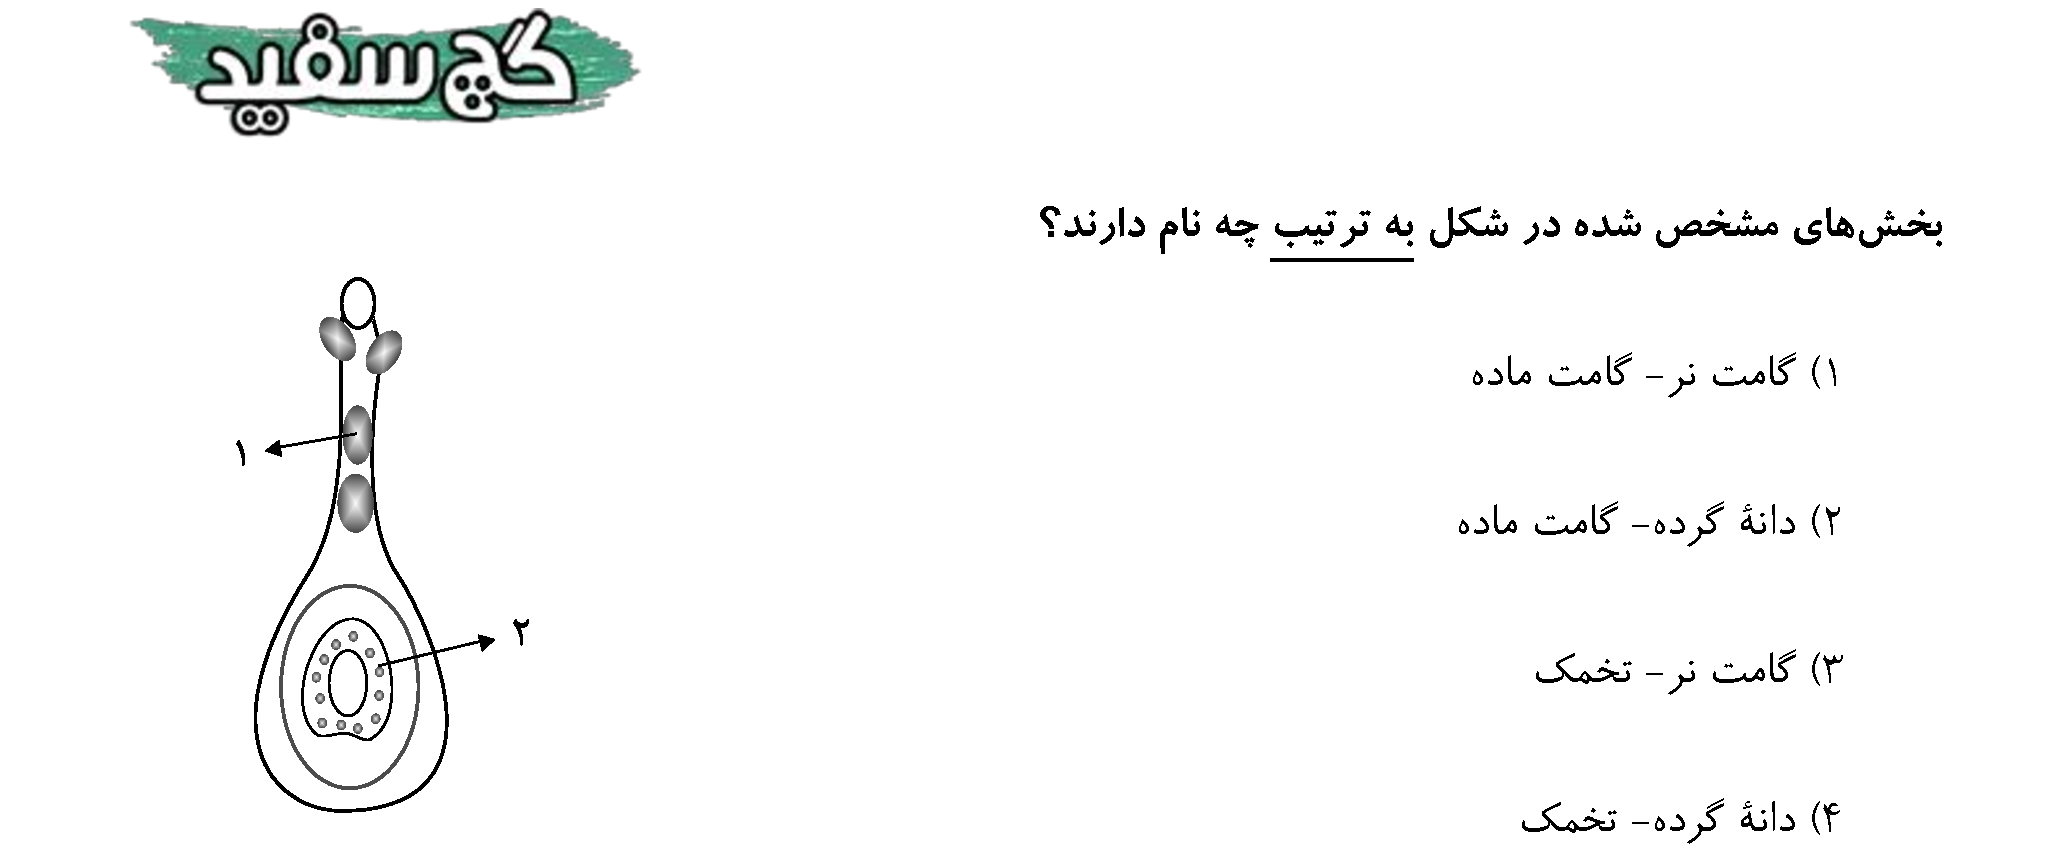 گچ سفید
بخش‌های مشخص شده در شکل به ترتیب چه نام دارند؟
۱) گامت نر- گامت ماده
۲) دانهٔ گرده- گامت ماده
۳) گامت نر- تخمک
۴) دانهٔ گرده- تخمک
۱
۲